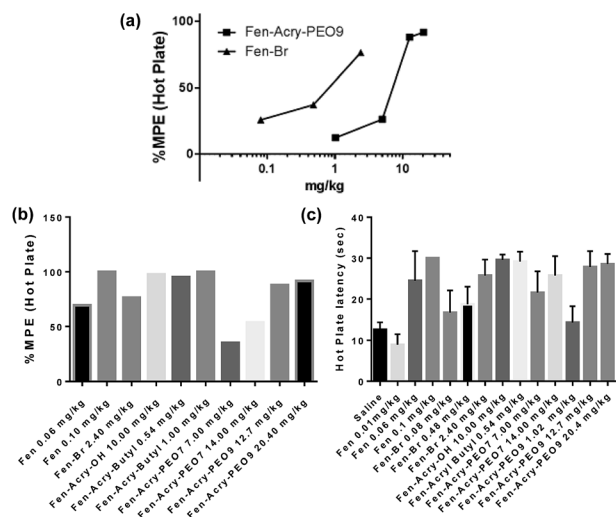 (a)
%MPE (Hot Plate)
100
50
0
Fen-Acry-PEO9
Fen-Br
0.1 1 10
mg/kg
(b)
% MPE (Hot Plate)
150
100
50
0
Fen 0.06 mg/kg
Fen 0.10 mg/kg
Fen-Br 2.40 mg/kg
Fen-Acry-OH 10.00 mg/kg
Fen-Acry-Butyl 0.54 mg/kg
Fen-Acry-Butyl 1.00 mg/kg
Fen-Acry-PEO7 7.00 mg/kg
Fen-Acry-PEO7 14.00 mg/kg
Fen-Acry-PEO9 12.7 mg/kg
Fen-Acry-PEO9 20.40 mg/kg
(c)
Hot Plate latency (sec)
40
30
20
10
0
Saline
Fen 0.01mg/kg
Fen 0.06 mg/kg
Fen 0.1 mg/kg
Fen-Br 0.08 mg/kg
Fen-Br 0.48 mg/kg
Fen-Br 2.40 mg/kg
Fen-Acry-OH 10.00 mg/kg
Fen-Acryl Butyl 0.54 mg/kg
Fen-Acry-PEO7 7.00 mg/kg
Fen-Acry-PEO7 14.00 mg/kg
Fen-Acry-PEO9 1.02 mg/kg
Fen-Acry-PEO9 12.7 mg/kg
Fen-Acry-PEO9 20.4 mg/kg